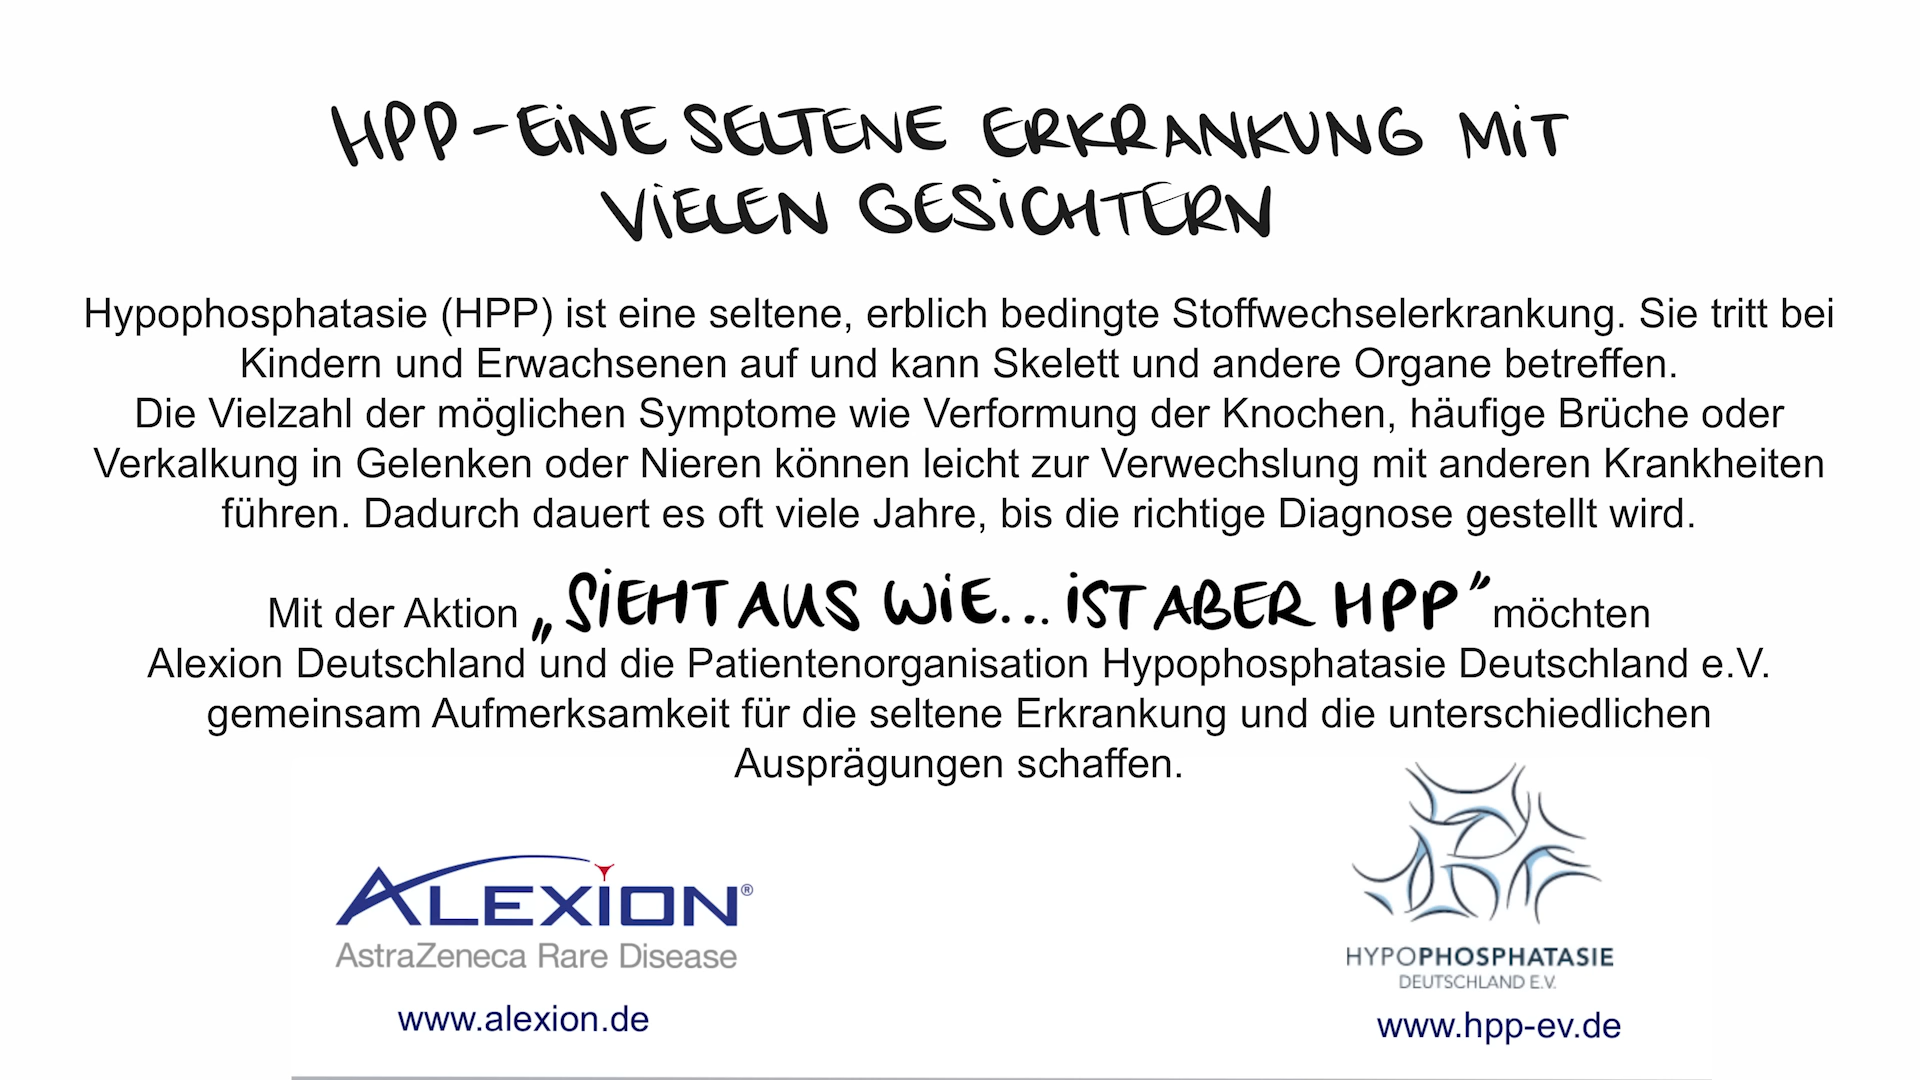 HPP - EiNE SELTENE ERKRANKUNG MiT
ViELEN GESiCHTERN
Hypophosphatasie (HPP) ist eine seltene, erblich bedingte Stoffwechselerkrankung. Sie tritt bei
Kindern und Erwachsenen auf und kann Skelett und andere Organe betreffen.
Die Vielzahl der möglichen Symptome wie Verformung der Knochen, häufige Brüche oder
Verkalkung in Gelenken oder Nieren können leicht zur Verwechslung mit anderen Krankheiten
führen. Dadurch dauert es oft viele Jahre, bis die richtige Diagnose gestellt wird.
Mit der Aktion „SiEHT AUS WiE... iST ABER HPP" möchten
Alexion Deutschland und die Patientenorganisation Hypophosphatasie Deutschland e.V.
gemeinsam Aufmerksamkeit für die seltene Erkrankung und die unterschiedlichen
Ausprägungen schaffen.
ALEXION®
AstraZeneca Rare Disease
www.alexion.de
HYPOPHOSPHATASIE
DEUTSCHLAND E.V.
www.hpp-ev.de